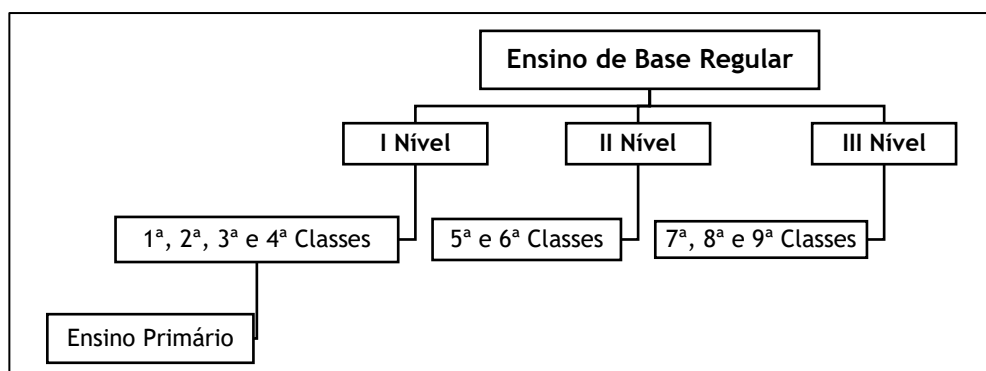 Ensino de Base Regular
I Nível
II Nível
III Nível
1ª, 2ª, 3ª e 4ª Classes
5ª e 6ª Classes
7ª, 8ª e 9ª Classes
Ensino Primário